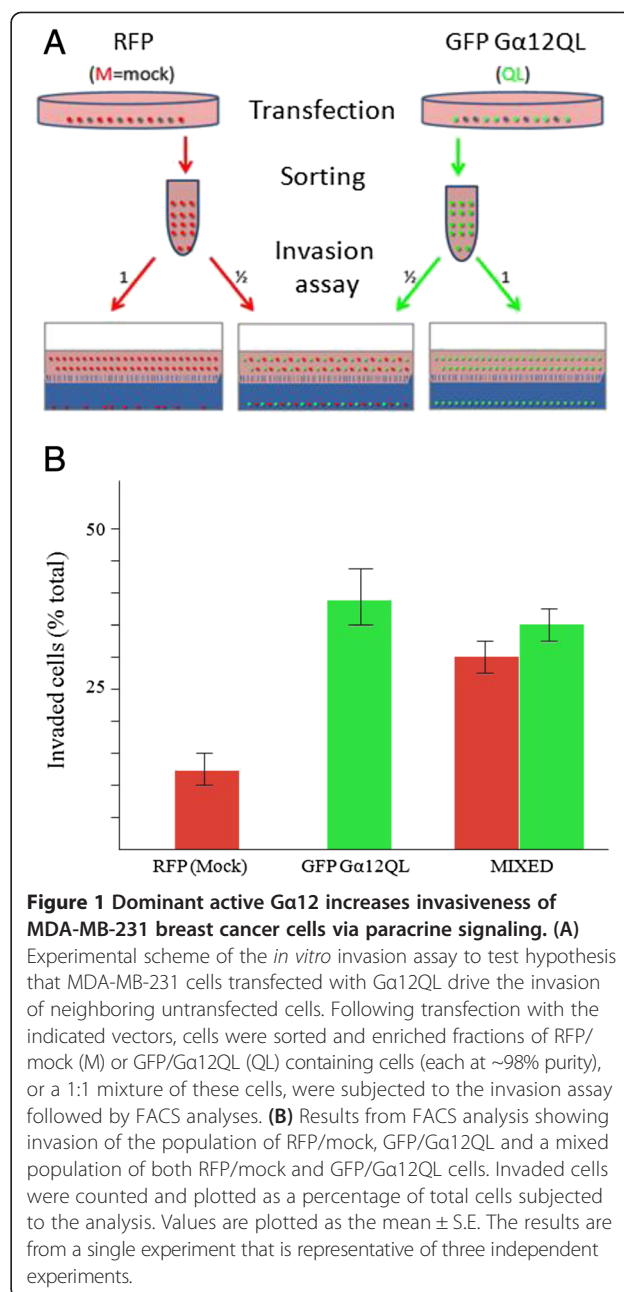 A
RFP
(M=mock)
GFP Gα12QL
(QL)
Transfection
Sorting
Invasion
assay
1
½
½
1
B
Invaded cells (% total)
50
25
RFP (Mock)
GFP Gα12QL
MIXED
Figure 1 Dominant active Gα12 increases invasiveness of
MDA-MB-231 breast cancer cells via paracrine signaling. (A)
Experimental scheme of the in vitro invasion assay to test hypothesis
that MDA-MB-231 cells transfected with Gα12QL drive the invasion
of neighboring untransfected cells. Following transfection with the
indicated vectors, cells were sorted and enriched fractions of RFP/
mock (M) or GFP/Gα12QL (QL) containing cells (each at ~98% purity),
or a 1:1 mixture of these cells, were subjected to the invasion assay
followed by FACS analyses. (B) Results from FACS analysis showing
invasion of the population of RFP/mock, GFP/Gα12QL and a mixed
population of both RFP/mock and GFP/Gα12QL cells. Invaded cells
were counted and plotted as a percentage of total cells subjected
to the analysis. Values are plotted as the mean ± S.E. The results are
from a single experiment that is representative of three independent
experiments.